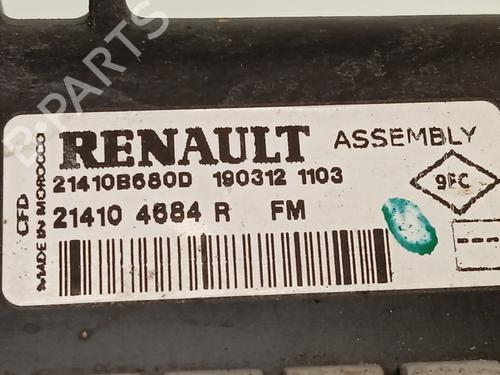 B PARTS
RENAULT ASSEMBLY
21410B680D 190312 1103
21410 4684 R FM
9FC
CFD
MADE IN MOROCCO